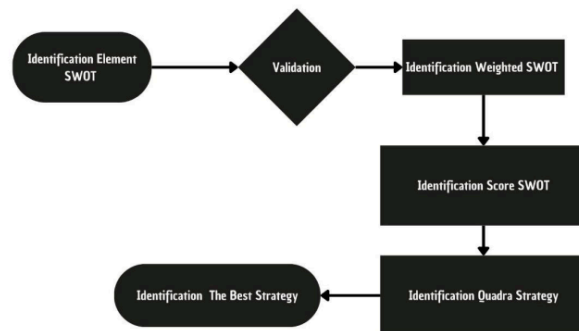 Identification Element
SWOT
Validation
Identification Weighted SWOT
Identification Score SWOT
Identification Quadra Strategy
Identification The Best Strategy